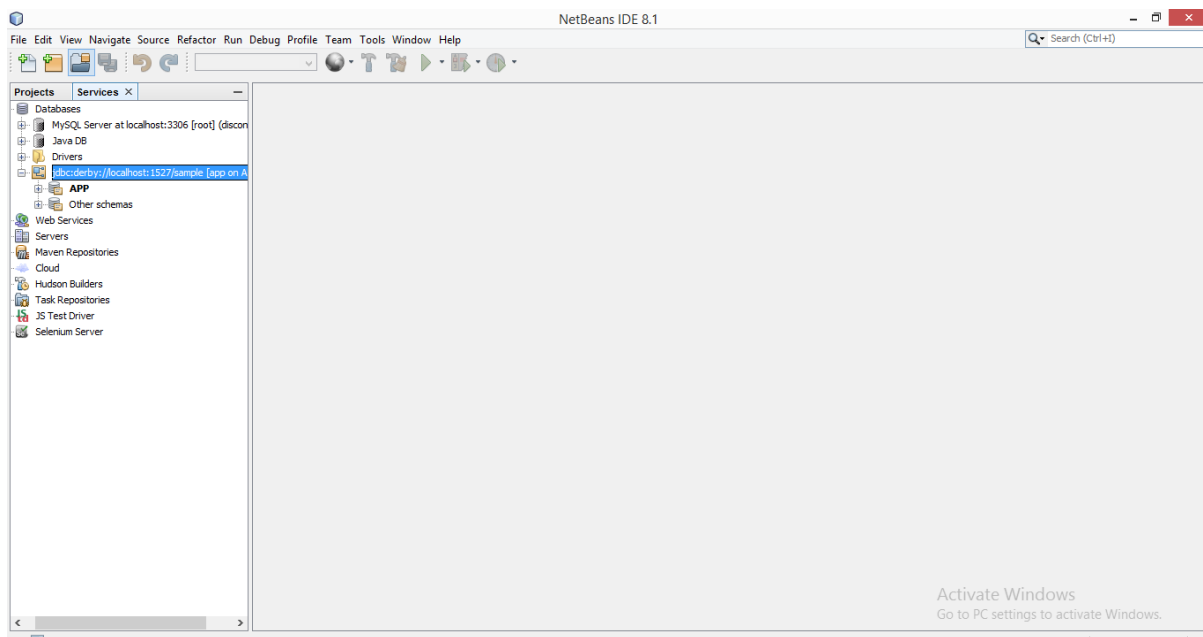 NetBeans IDE 8.1
File Edit View Navigate Source Refactor Run Debug Profile Team Tools Window Help
Search (Ctrl+I)
Projects Services
Databases
MySQL Server at localhost:3306 [root] (discon
Java DB
Drivers
jdbc:derby://localhost:1527/sample [app on A
APP
Other schemas
Web Services
Servers
Maven Repositories
Cloud
Hudson Builders
Task Repositories
JS Test Driver
Selenium Server
Activate Windows
Go to PC settings to activate Windows.